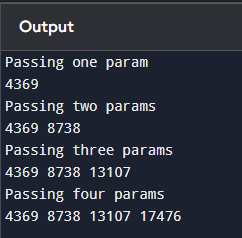 Output
Passing one param
4369
Passing two params
4369 8738
Passing three params
4369 8738 13107
Passing four params
4369 8738 13107 17476